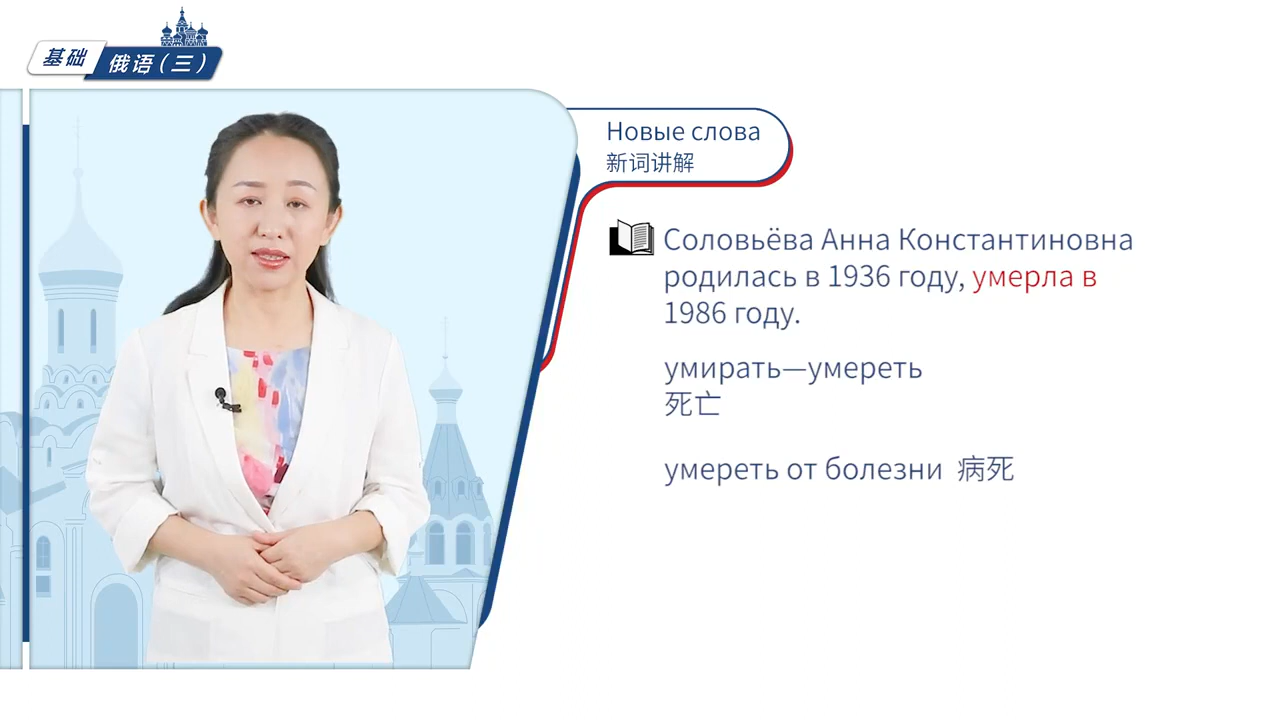 基础
俄语(三)
Новые слова
新词讲解
Соловьёва Анна Константиновна
родилась в 1936 году, умерла в
1986 году.
умирать—умереть
死亡
умереть от болезни 病死